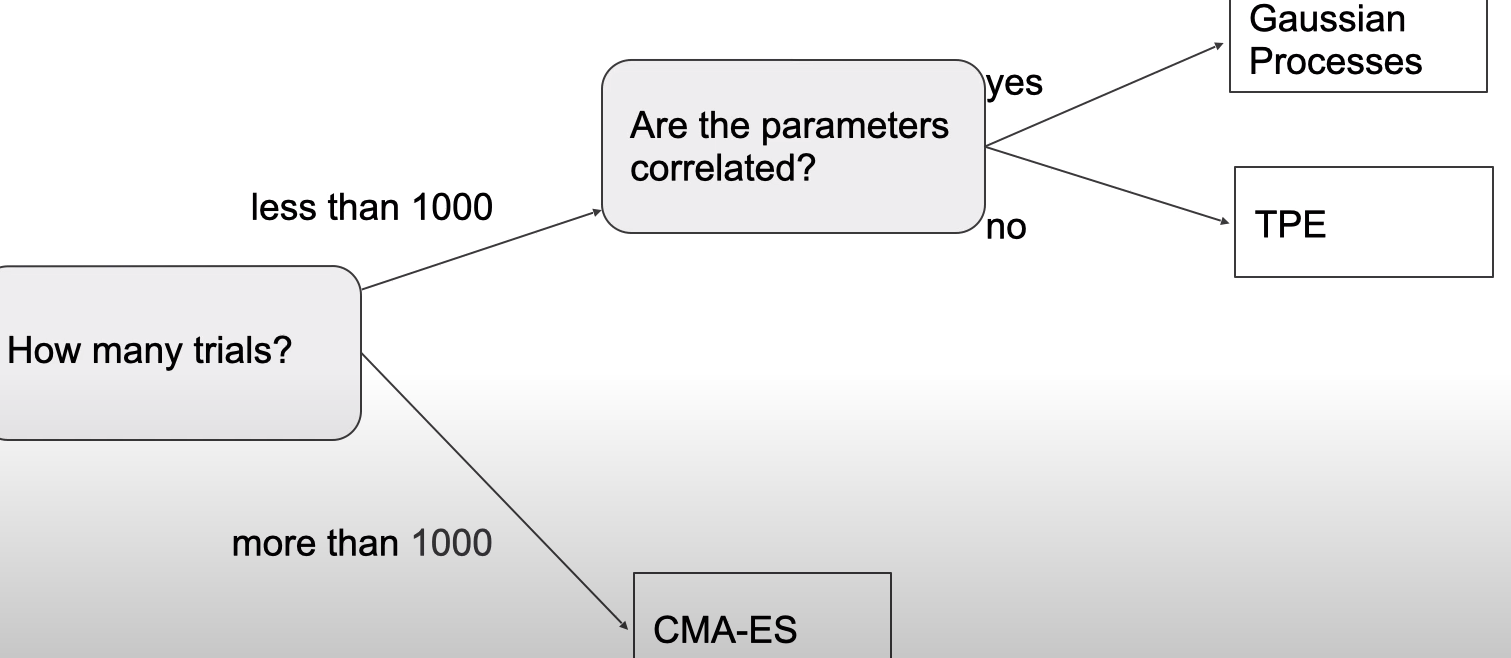 Gaussian
Processes
yes
Are the parameters
correlated?
less than 1000
TPE
no
How many trials?
more than 1000
CMA-ES